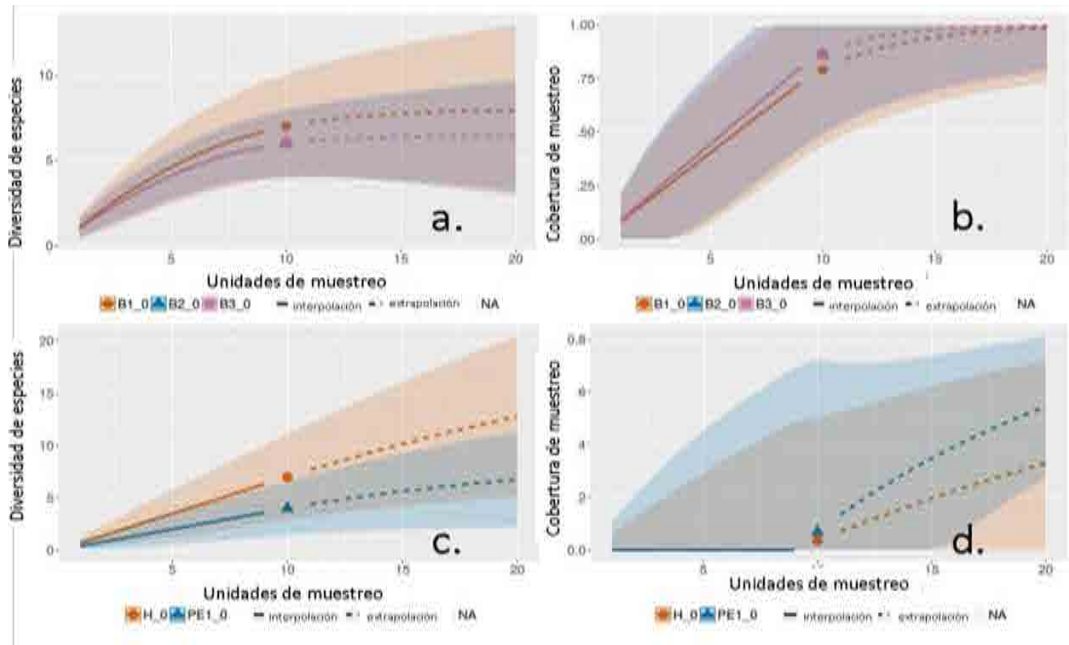 Diversidad de especies
10
5
0
a.
5
10
15
20
Unidades de muestreo
B1_0 B2_0 B3_0 interpolación extrapolación NA
Cobertura de muestreo
1.00
.75
.50
.25
.00
b.
5
10
15
20
Unidades de muestreo
B1_0 B2_0 B3_0 interpolación extrapolación NA
Diversidad de especies
20
15
10
5
0
c.
5
10
15
20
Unidades de muestreo
H_0 PE1_0 interpolación extrapolación NA
Cobertura de muestreo
0.8
.6
.4
.2
0.0
d.
5
15
20
Unidades de muestreo
H_0 PE1_0 interpolación extrapolación NA